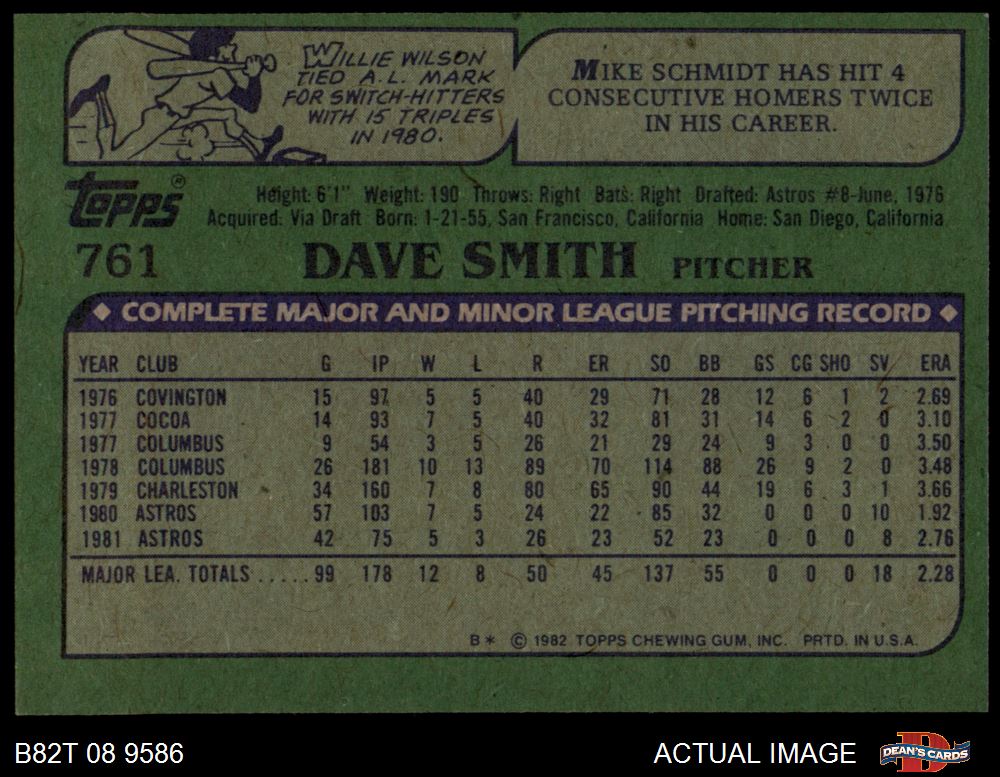 WILLIE WILSON
TIED A.L. MARK
FOR SWITCH-HITTERS
WITH 15 TRIPLES
IN 1980.
MIKE SCHMIDT HAS HIT 4
CONSECUTIVE HOMERS TWICE
IN HIS CAREER.
Topps®
Height: 6'1" Weight: 190 Throws: Right Bats: Right Drafted: Astros #8-June, 1976
Acquired: Via Draft Born: 1-21-55, San Francisco, California Home: San Diego, California
761 DAVE SMITH PITCHER
◆ COMPLETE MAJOR AND MINOR LEAGUE PITCHING RECORD ◆
YEAR CLUB G IP W L R ER SO BB GS CG SHO SV ERA
1976 COVINGTON 15 97 5 5 40 29 71 28 12 6 1 2 2.69
1977 COCOA 14 93 7 5 40 32 81 31 14 6 2 0 3.10
1977 COLUMBUS 9 54 3 5 26 21 29 24 9 3 0 0 3.50
1978 COLUMBUS 26 181 10 13 89 70 114 88 26 9 2 0 3.48
1979 CHARLESTON 34 160 7 8 80 65 90 44 19 6 3 1 3.66
1980 ASTROS 57 103 7 5 24 22 85 32 0 0 0 10 1.92
1981 ASTROS 42 75 5 3 26 23 52 23 0 0 0 8 2.76
MAJOR LEA. TOTALS ..... 99 178 12 8 50 45 137 55 0 0 0 18 2.28
B* © 1982 TOPPS CHEWING GUM, INC. PRTD. IN U.S.A.
B82T 08 9586
ACTUAL IMAGE
DEAN'S CARDS